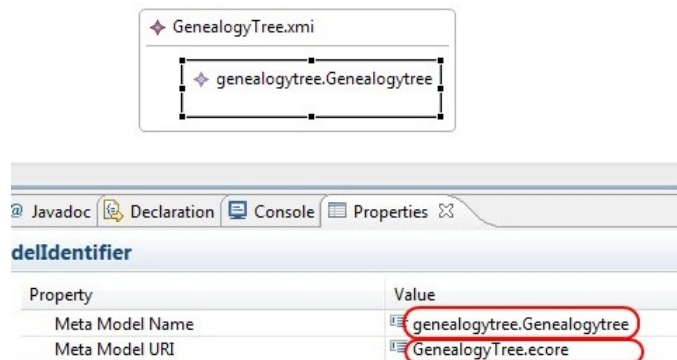 GenealogyTree.xmi
genealogytree.Genealogytree
@ Javadoc Declaration Console Properties
delIdentifier
Property Value
Meta Model Name genealogytree.Genealogytree
Meta Model URI GenealogyTree.ecore